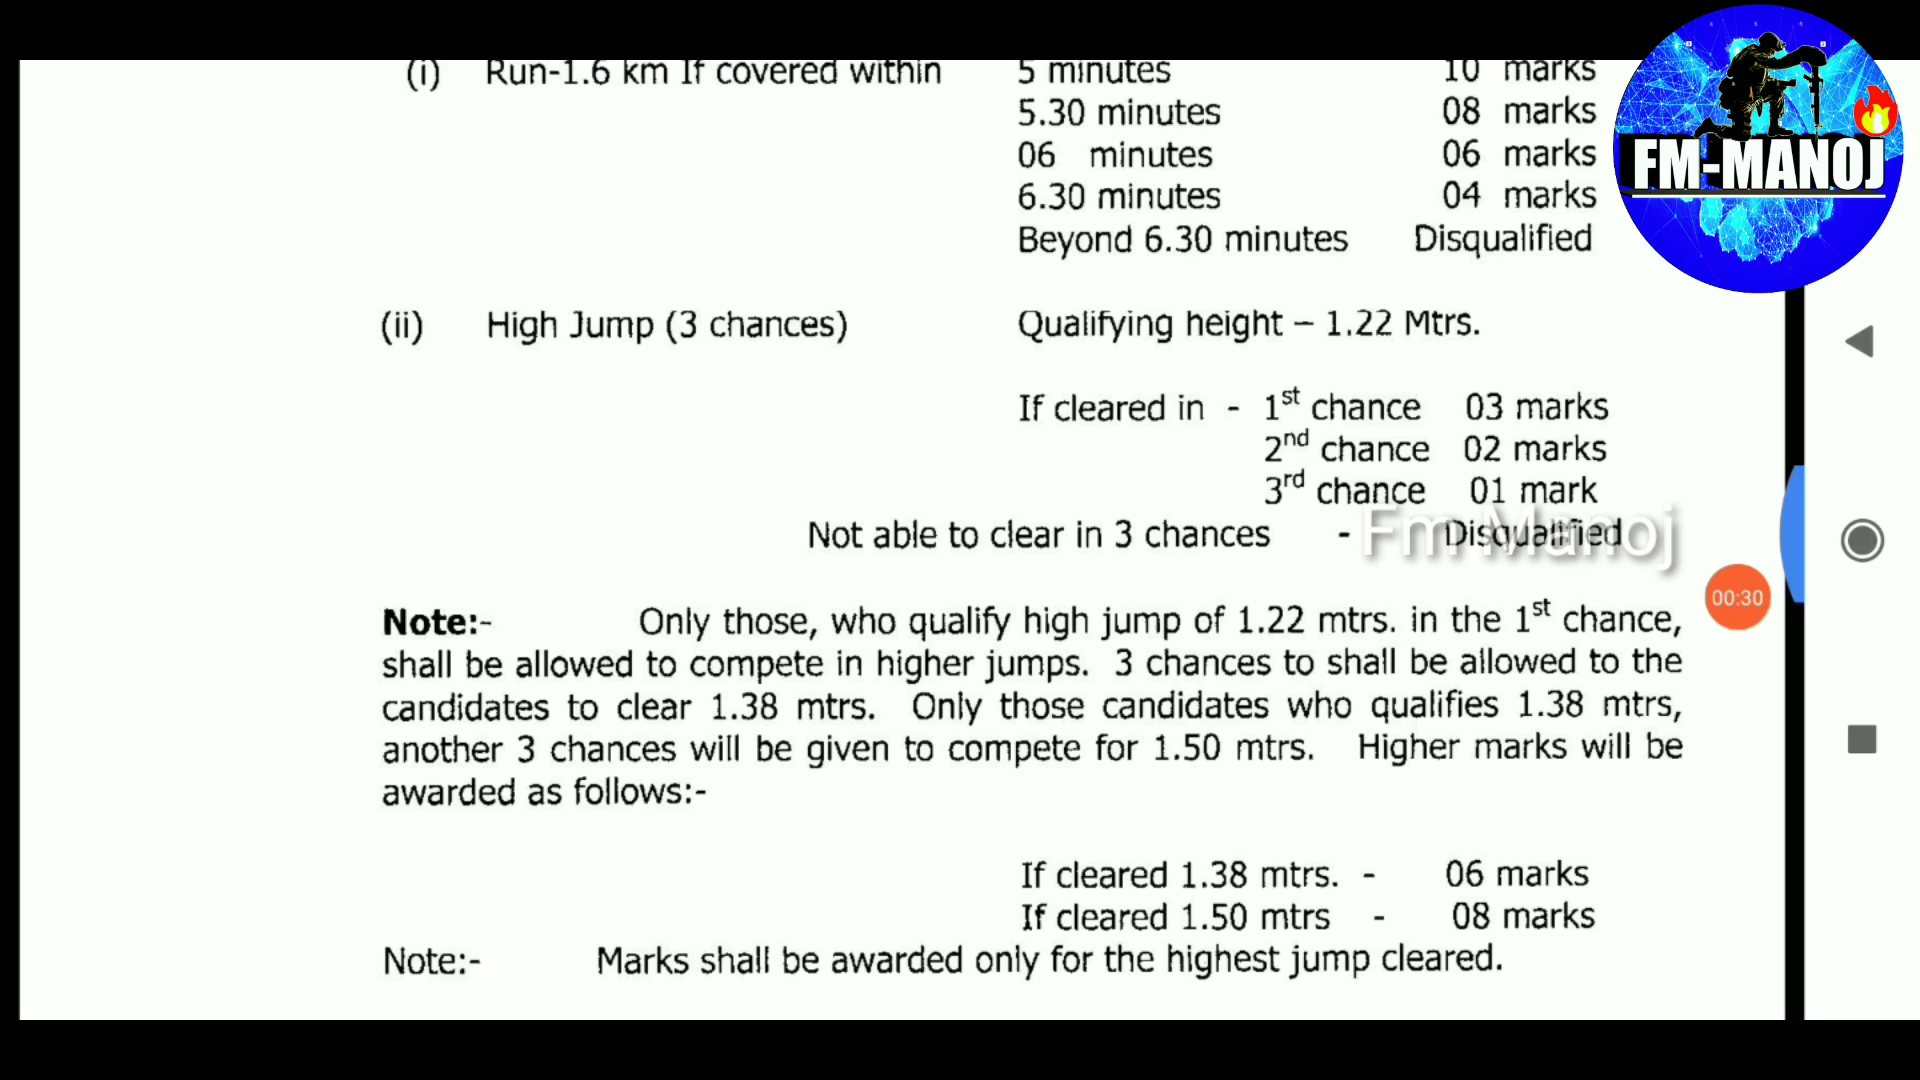 (i) Run-1.6 km If covered within 5 minutes 10 marks
5.30 minutes 08 marks
06 minutes 06 marks
6.30 minutes 04 marks
Beyond 6.30 minutes Disqualified
FM-MANOJ
(ii) High Jump (3 chances) Qualifying height – 1.22 Mtrs.
If cleared in - 1st chance 03 marks
2nd chance 02 marks
3rd chance 01 mark
Not able to clear in 3 chances - Disqualified
Fm Manoj
00:30
Note:- Only those, who qualify high jump of 1.22 mtrs. in the 1st chance,
shall be allowed to compete in higher jumps. 3 chances to shall be allowed to the
candidates to clear 1.38 mtrs. Only those candidates who qualifies 1.38 mtrs,
another 3 chances will be given to compete for 1.50 mtrs. Higher marks will be
awarded as follows:-
If cleared 1.38 mtrs. - 06 marks
If cleared 1.50 mtrs - 08 marks
Note:- Marks shall be awarded only for the highest jump cleared.